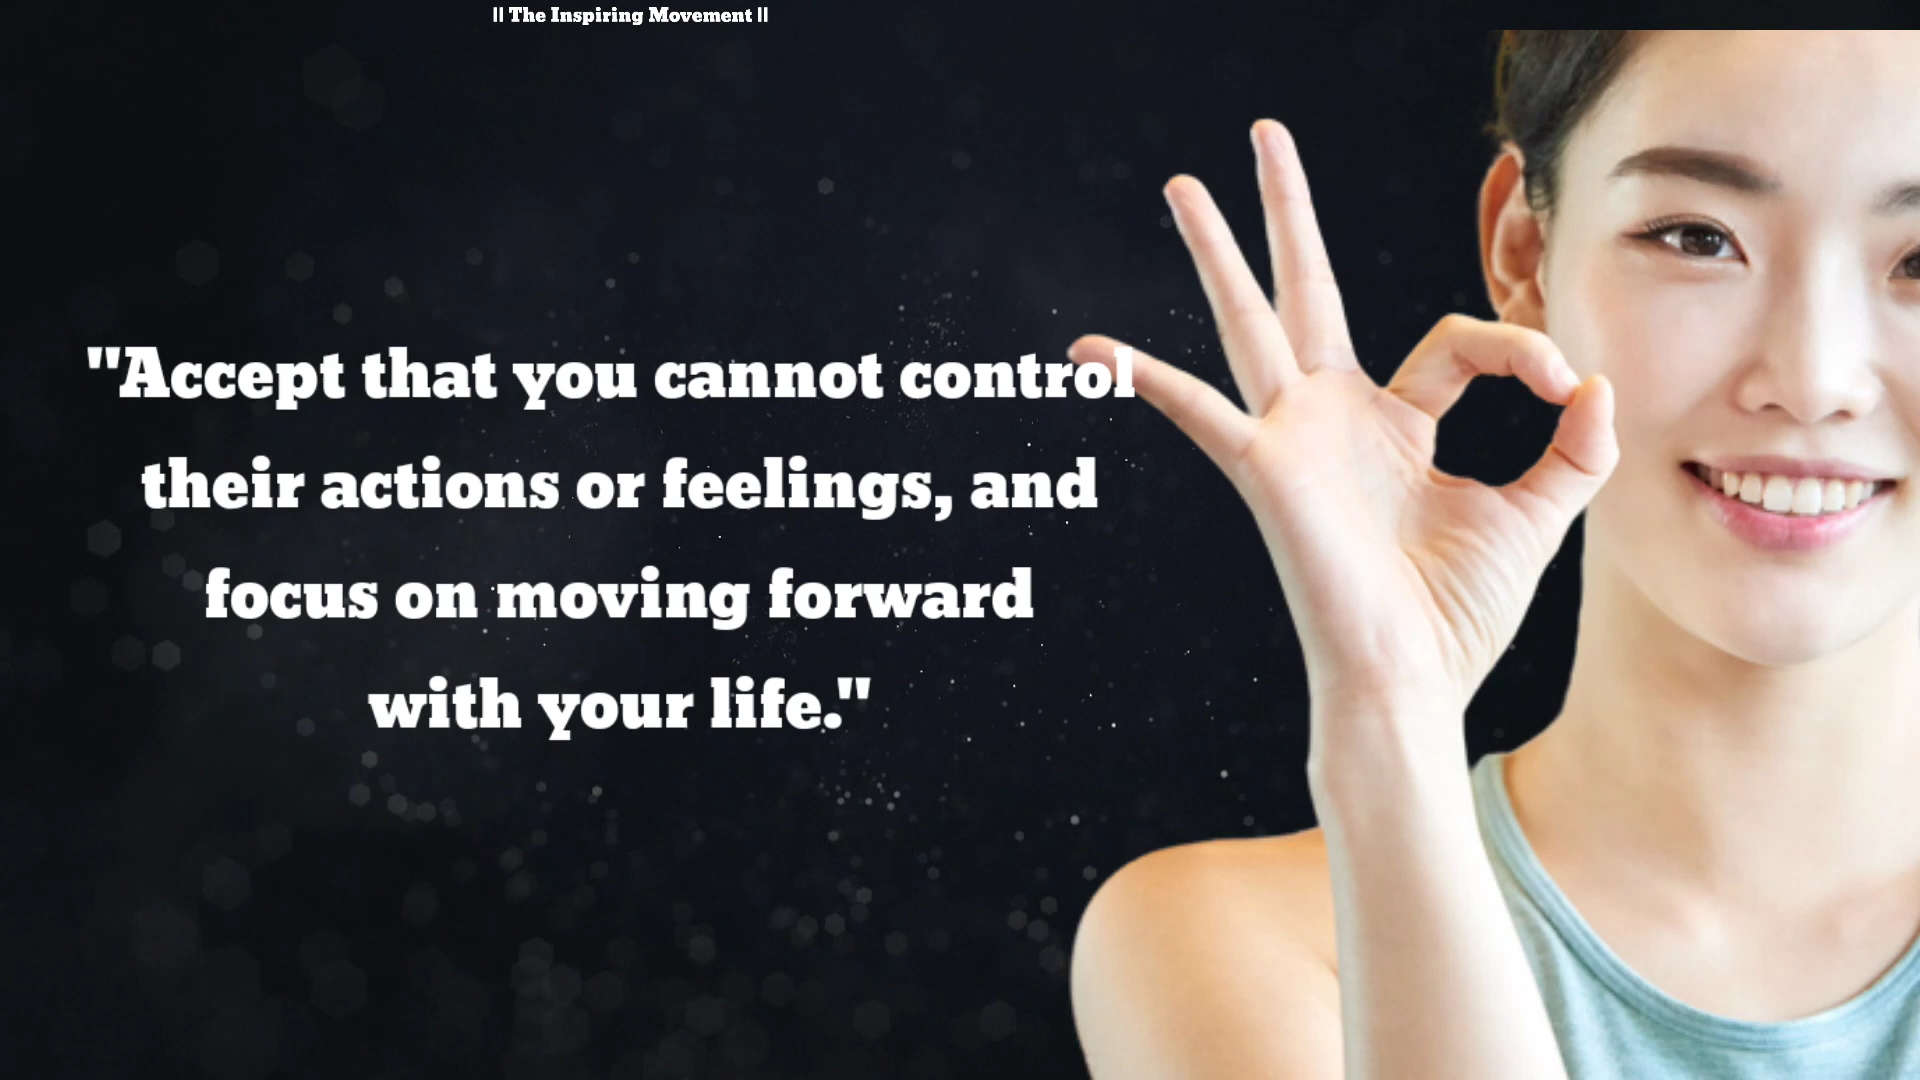 || The Inspiring Movement ||
"Accept that you cannot control
their actions or feelings, and
focus on moving forward
with your life."